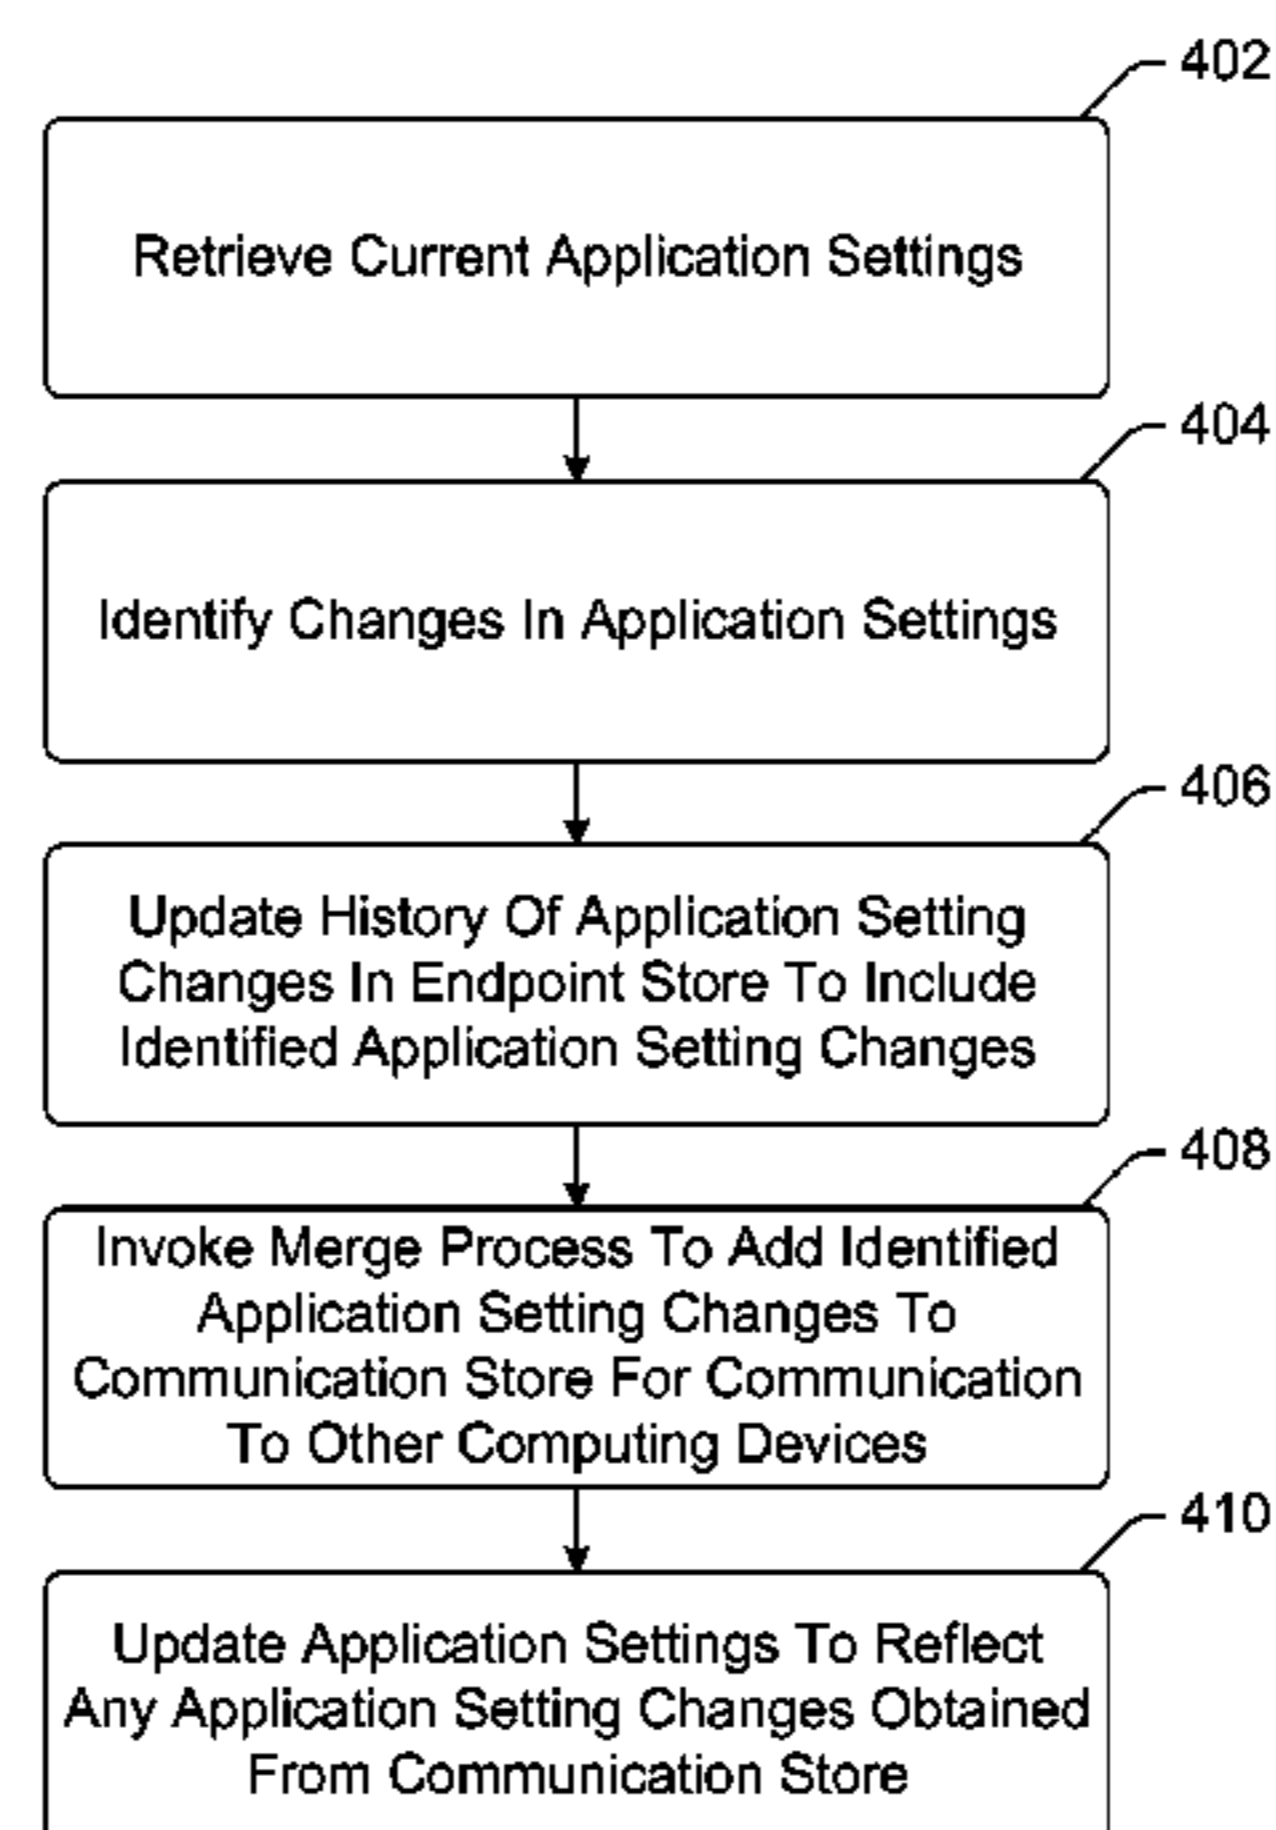 402
Retrieve Current Application Settings
404
Identify Changes In Application Settings
406
Update History Of Application Setting
Changes In Endpoint Store To Include
Identified Application Setting Changes
408
Invoke Merge Process To Add Identified
Application Setting Changes To
Communication Store For Communication
To Other Computing Devices
410
Update Application Settings To Reflect
Any Application Setting Changes Obtained
From Communication Store